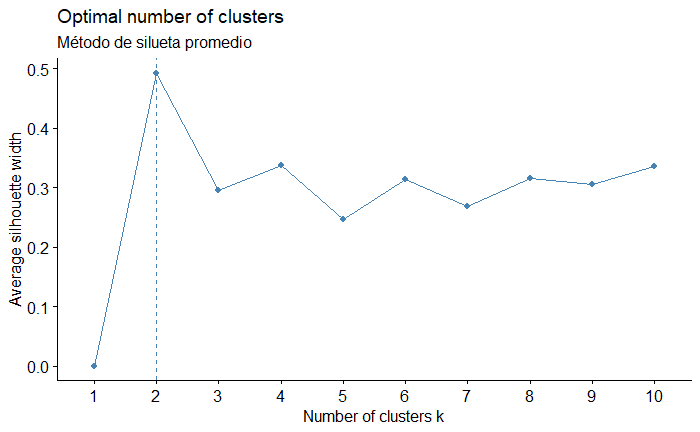 Optimal number of clusters
Método de silueta promedio
Average silhouette width
0.5
0.4
0.3
0.2
0.1
0.0
1 2 3 4 5 6 7 8 9 10
Number of clusters k